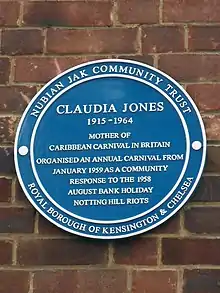 NUBIAN JAK COMMUNITY TRUST
CLAUDIA JONES
1915-1964
MOTHER OF
CARIBBEAN CARNIVAL IN BRITAIN
ORGANISED AN ANNUAL CARNIVAL FROM
JANUARY 1959 AS A COMMUNITY
RESPONSE TO THE 1958
AUGUST BANK HOLIDAY
NOTTING HILL RIOTS
ROYAL BOROUGH OF KENSINGTON & CHELSEA